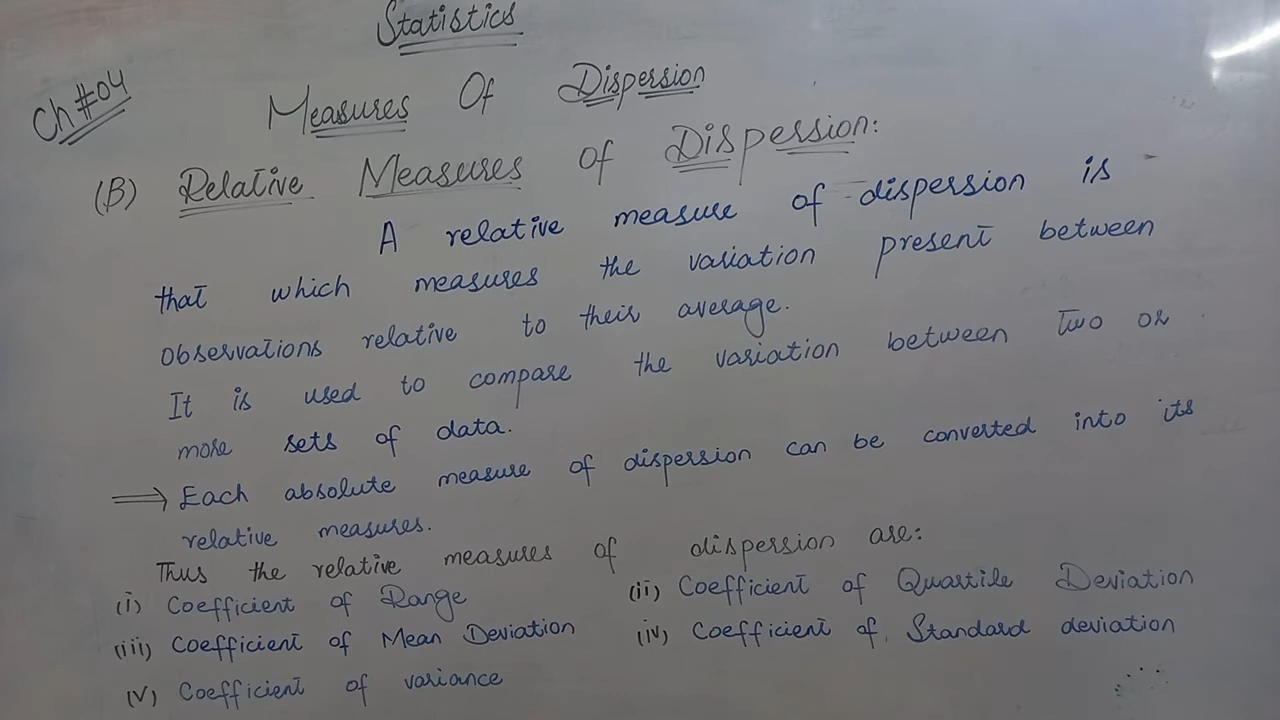 Statistics
Ch #04
Measures Of Dispersion
(B) Relative Measures of Dispession:
A relative measure of dispersion is
that which measures the variation present between
observations relative to their average.
It is used to compare the variation between two or
more sets of data.
⟹ Each absolute measure of dispession can be converted into its
relative measures.
Thus the relative measures of dispession are:
(i) Coefficient of Range (ii) Coefficient of Quartile Deviation
(iii) Coefficient of Mean Deviation (iv) Coefficient of Standard deviation
(V) Coefficient of variance